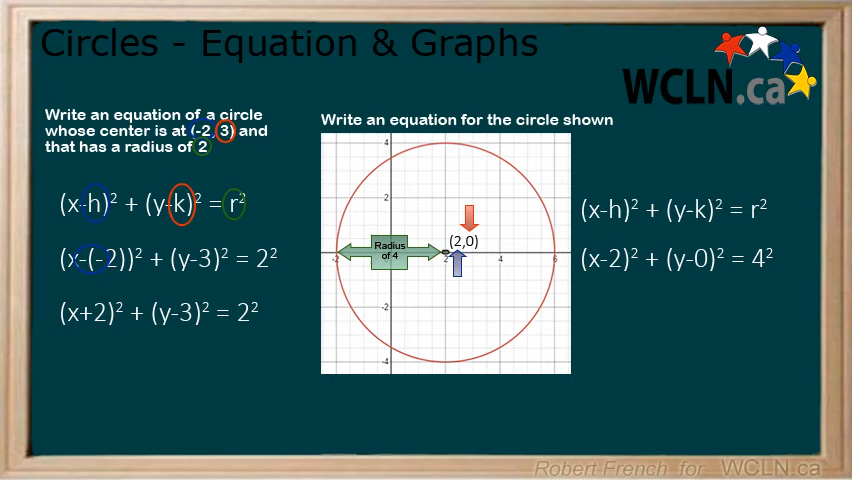 Circles - Equation & Graphs
WCLN.ca
Write an equation of a circle
whose center is at (-2, 3) and
that has a radius of 2
(x-h)² + (y-k)² = r²
(x-(-2))² + (y-3)² = 2²
(x+2)² + (y-3)² = 2²
Write an equation for the circle shown
4
2
(2,0)
Radius
of 4
-2
2
6
-2
-4
(x-h)² + (y-k)² = r²
(x-2)² + (y-0)² = 4²
Robert French for WCLN.ca